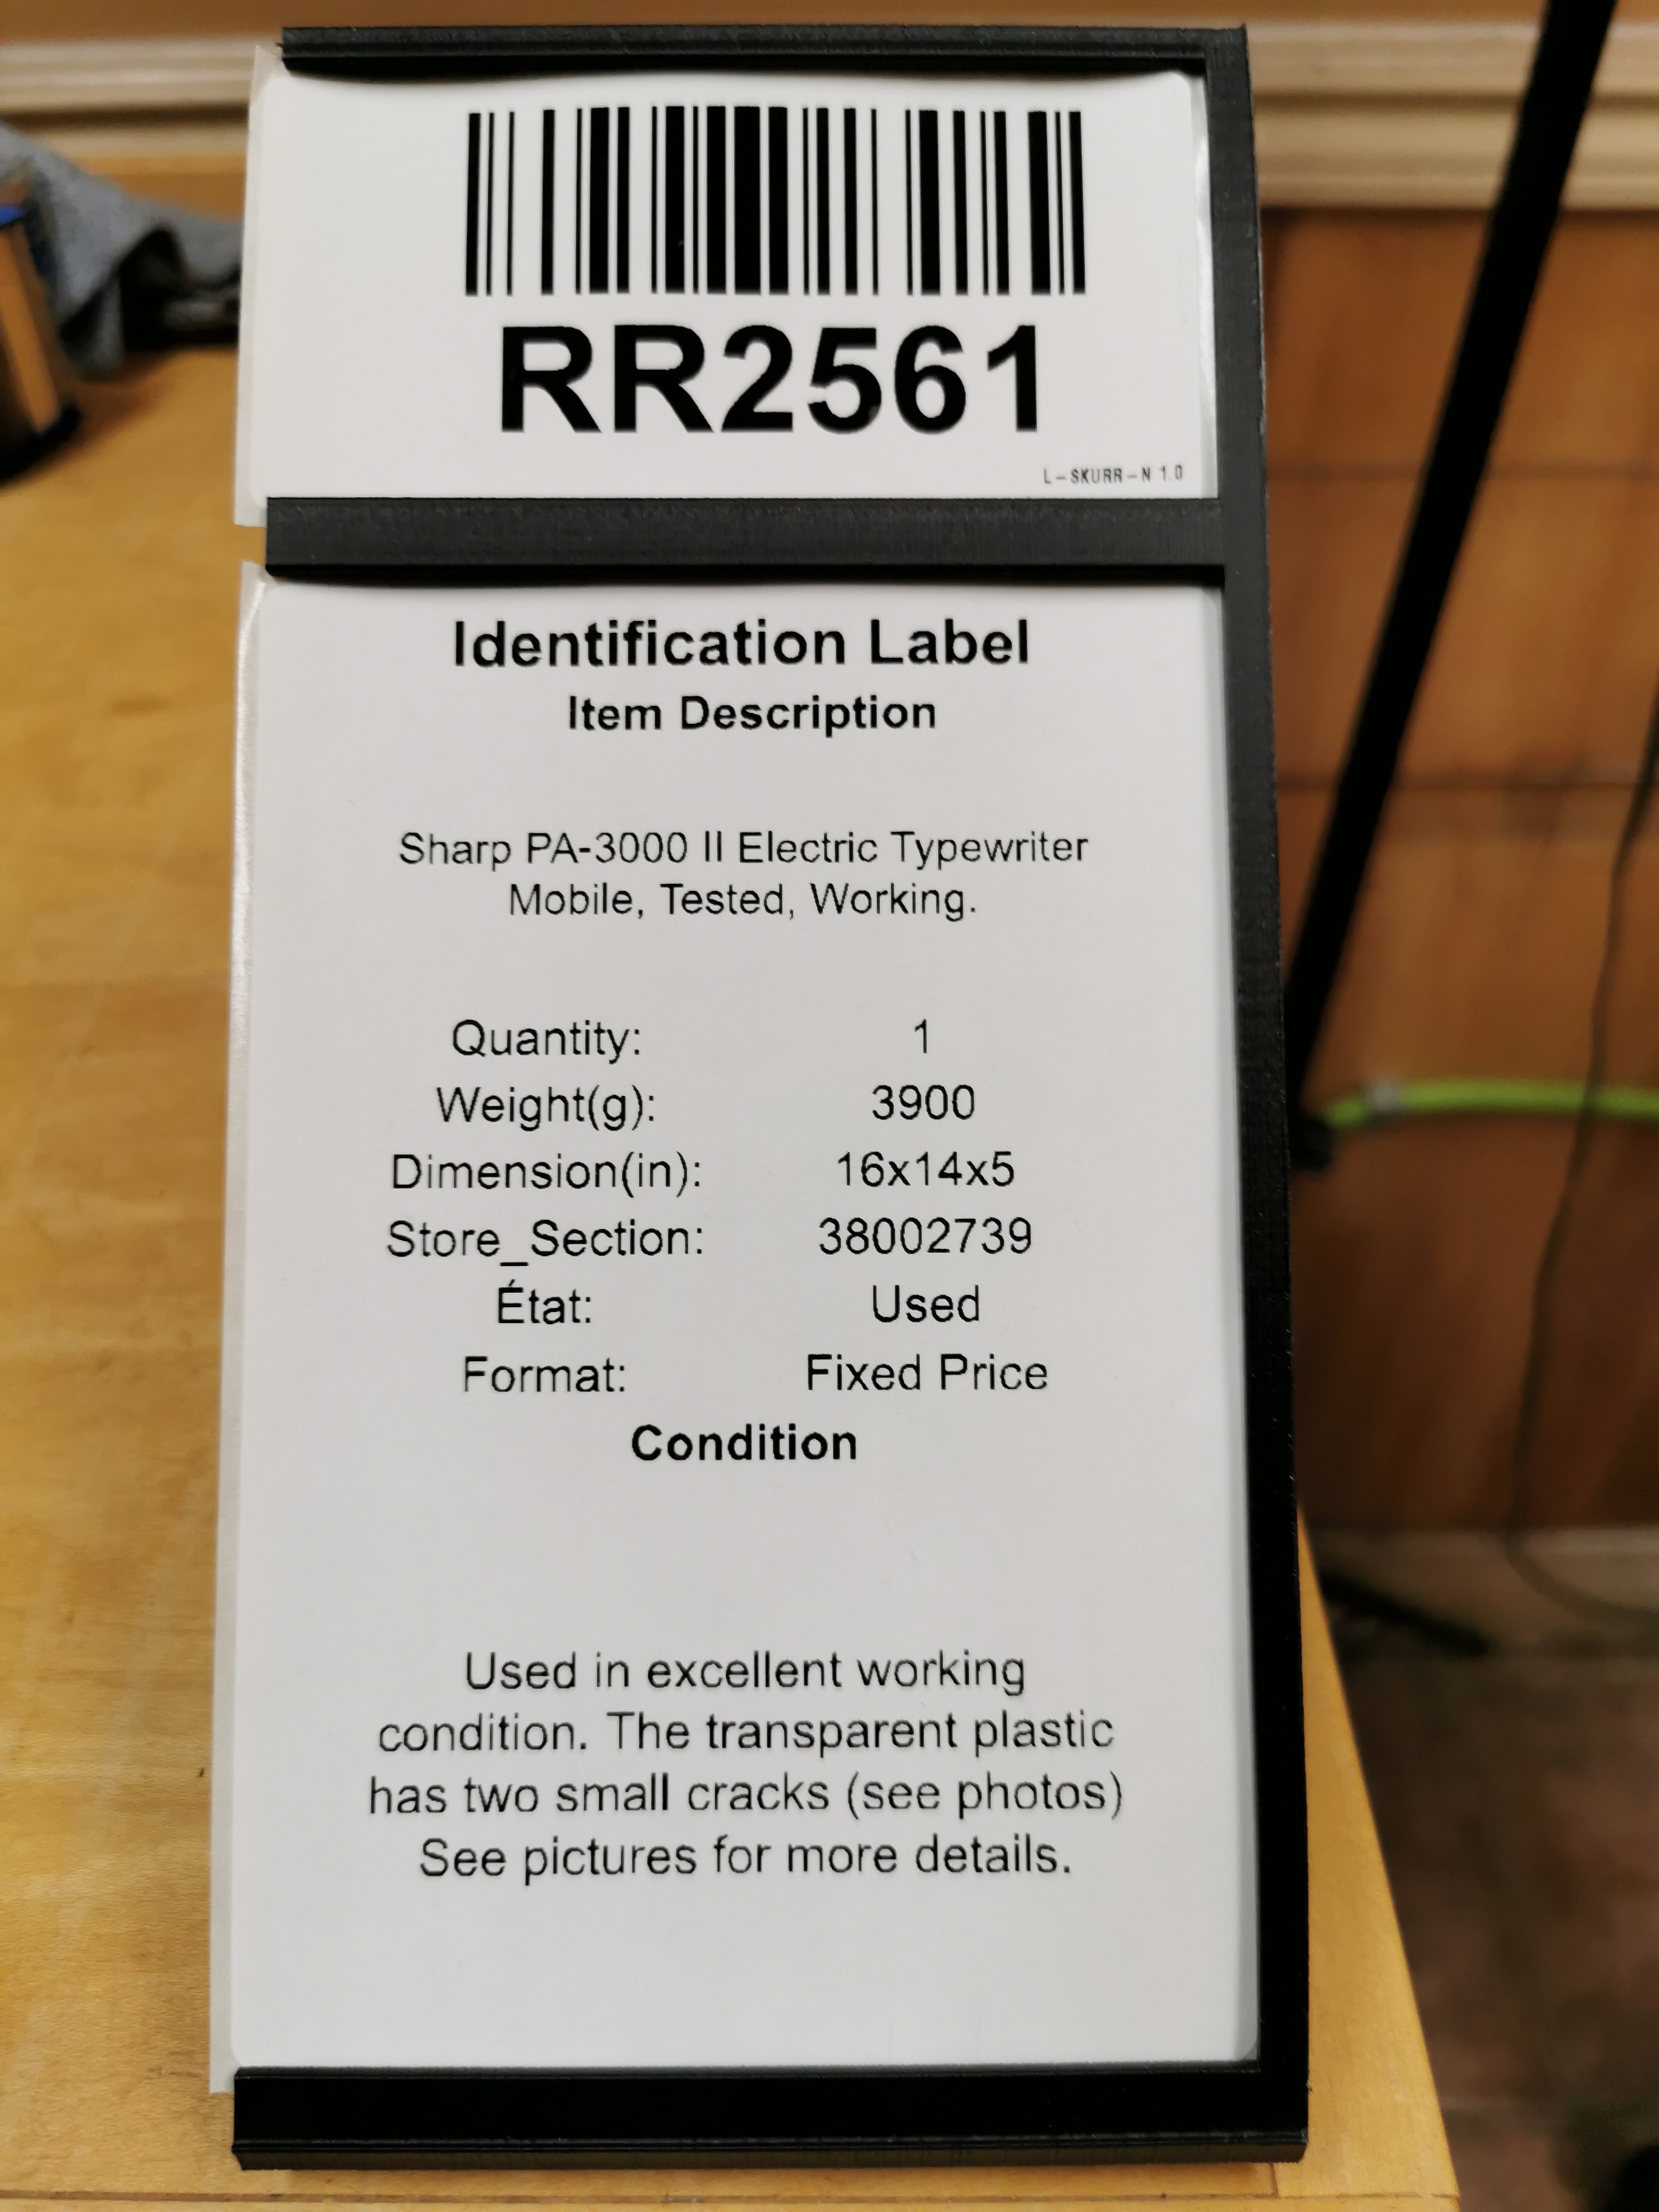 RR2561
L-SKURR-N 1.0
Identification Label
Item Description
Sharp PA-3000 II Electric Typewriter
Mobile, Tested, Working.
Quantity: 1
Weight(g): 3900
Dimension(in): 16x14x5
Store_Section: 38002739
État: Used
Format: Fixed Price
Condition
Used in excellent working
condition. The transparent plastic
has two small cracks (see photos)
See pictures for more details.